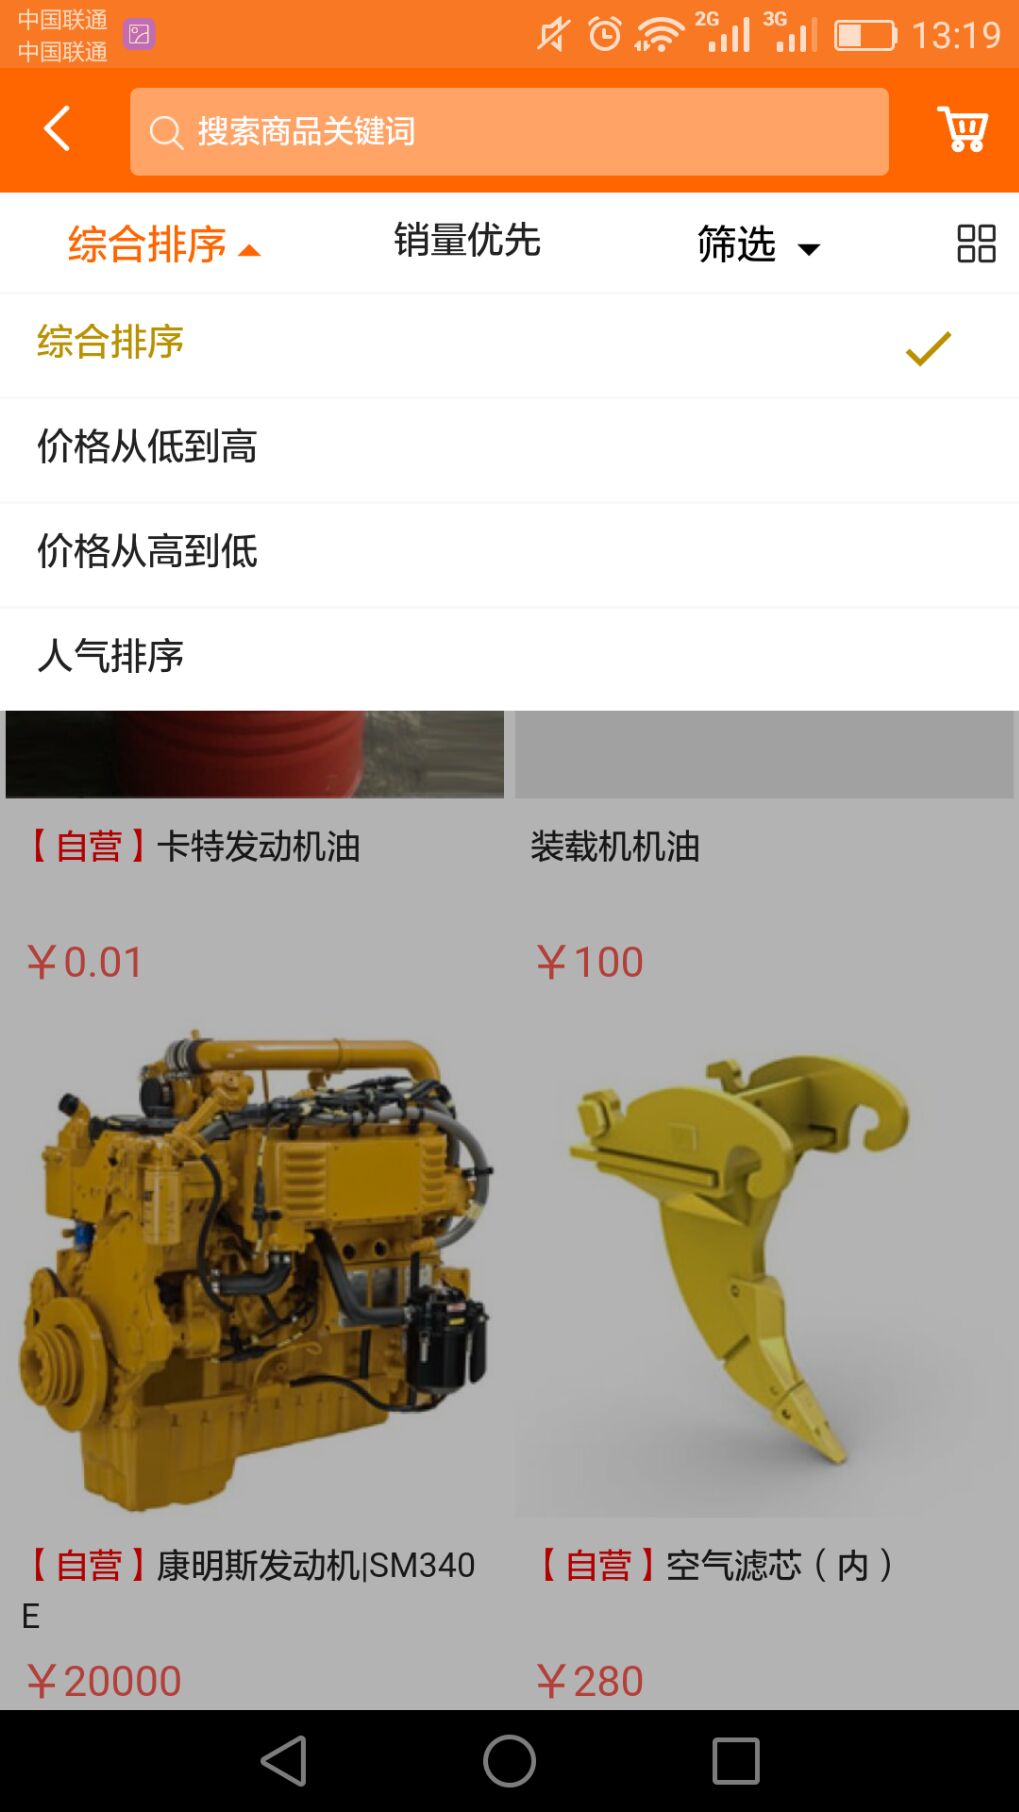 中国联通
中国联通
2G 3G 13:19
搜索商品关键词
综合排序 销量优先 筛选
综合排序
价格从低到高
价格从高到低
人气排序
【自营】卡特发动机油 装载机机油
￥0.01 ￥100
【自营】康明斯发动机|SM340
E
【自营】空气滤芯（内）
￥20000 ￥280